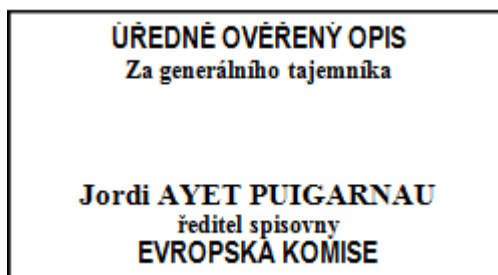 ÚŘEDNĚ OVĚŘENÝ OPIS
Za generálního tajemníka
Jordi AYET PUIGARNAU
ředitel spisovny
EVROPSKÁ KOMISE